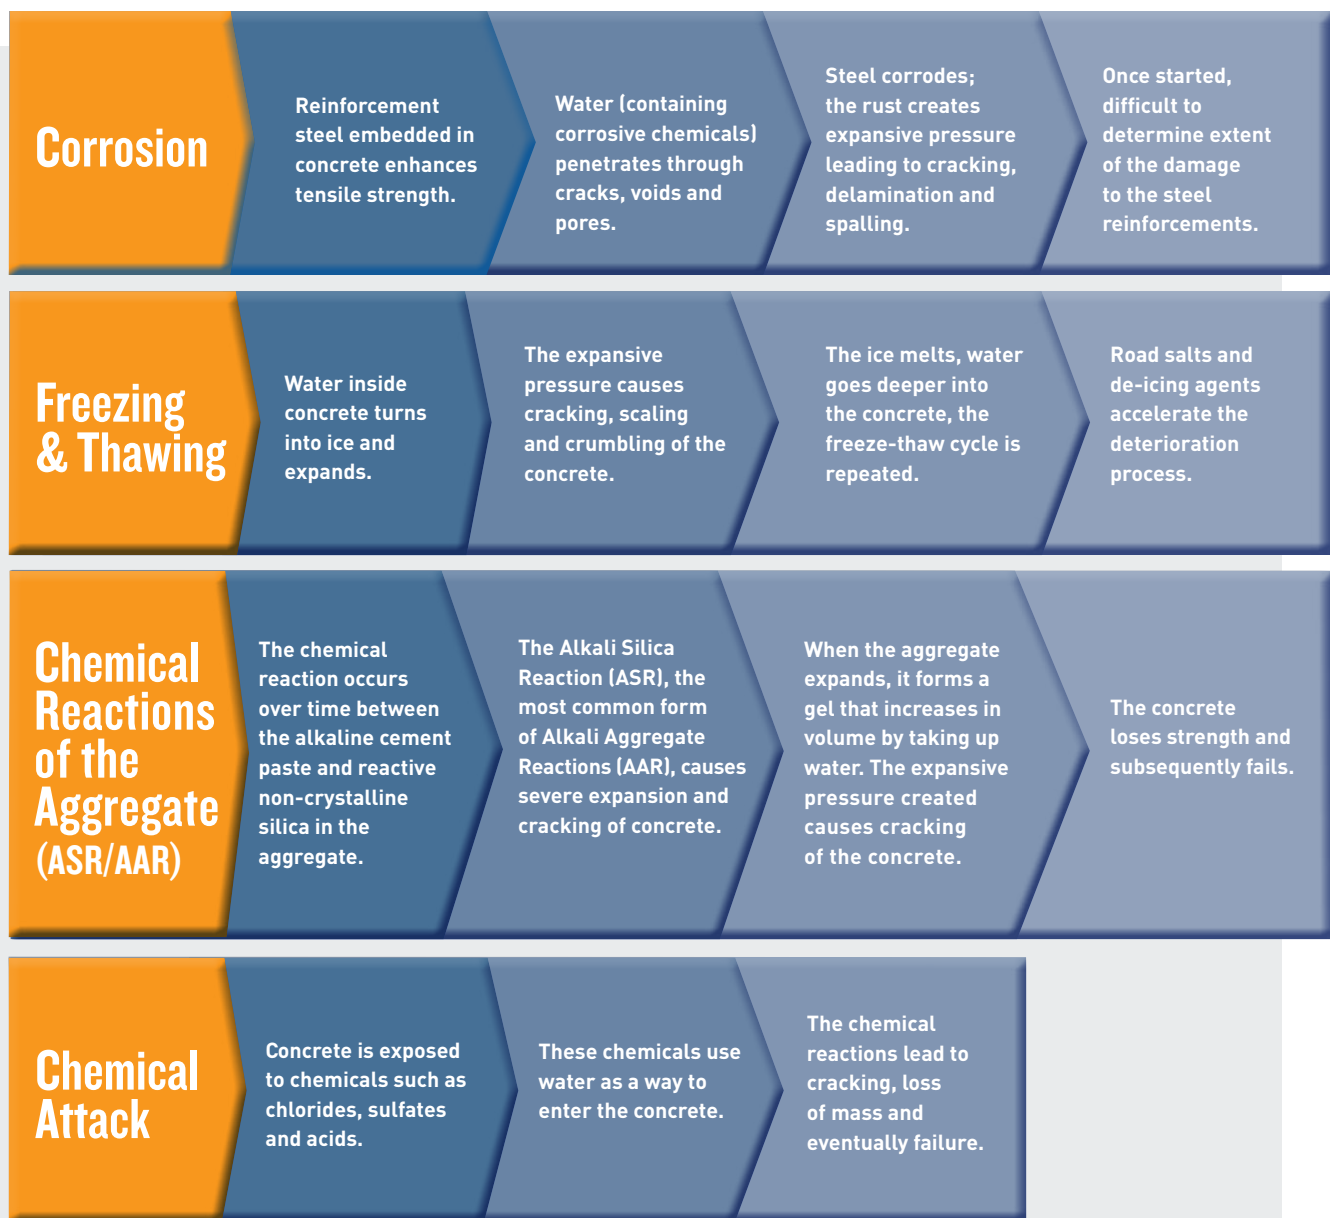 Corrosion
Reinforcement
steel embedded in
concrete enhances
tensile strength.
Water (containing
corrosive chemicals)
penetrates through
cracks, voids and
pores.
Steel corrodes;
the rust creates
expansive pressure
leading to cracking,
delamination and
spalling.
Once started,
difficult to
determine extent
of the damage
to the steel
reinforcements.
Freezing
& Thawing
Water inside
concrete turns
into ice and
expands.
The expansive
pressure causes
cracking, scaling
and crumbling of the
concrete.
The ice melts, water
goes deeper into
the concrete, the
freeze-thaw cycle is
repeated.
Road salts and
de-icing agents
accelerate the
deterioration
process.
Chemical
Reactions
of the
Aggregate
(ASR/AAR)
The chemical
reaction occurs
over time between
the alkaline cement
paste and reactive
non-crystalline
silica in the
aggregate.
The Alkali Silica
Reaction (ASR), the
most common form
of Alkali Aggregate
Reactions (AAR), causes
severe expansion and
cracking of concrete.
When the aggregate
expands, it forms a
gel that increases in
volume by taking up
water. The expansive
pressure created
causes cracking
of the concrete.
The concrete
loses strength and
subsequently fails.
Chemical
Attack
Concrete is exposed
to chemicals such as
chlorides, sulfates
and acids.
These chemicals use
water as a way to
enter the concrete.
The chemical
reactions lead to
cracking, loss
of mass and
eventually failure.